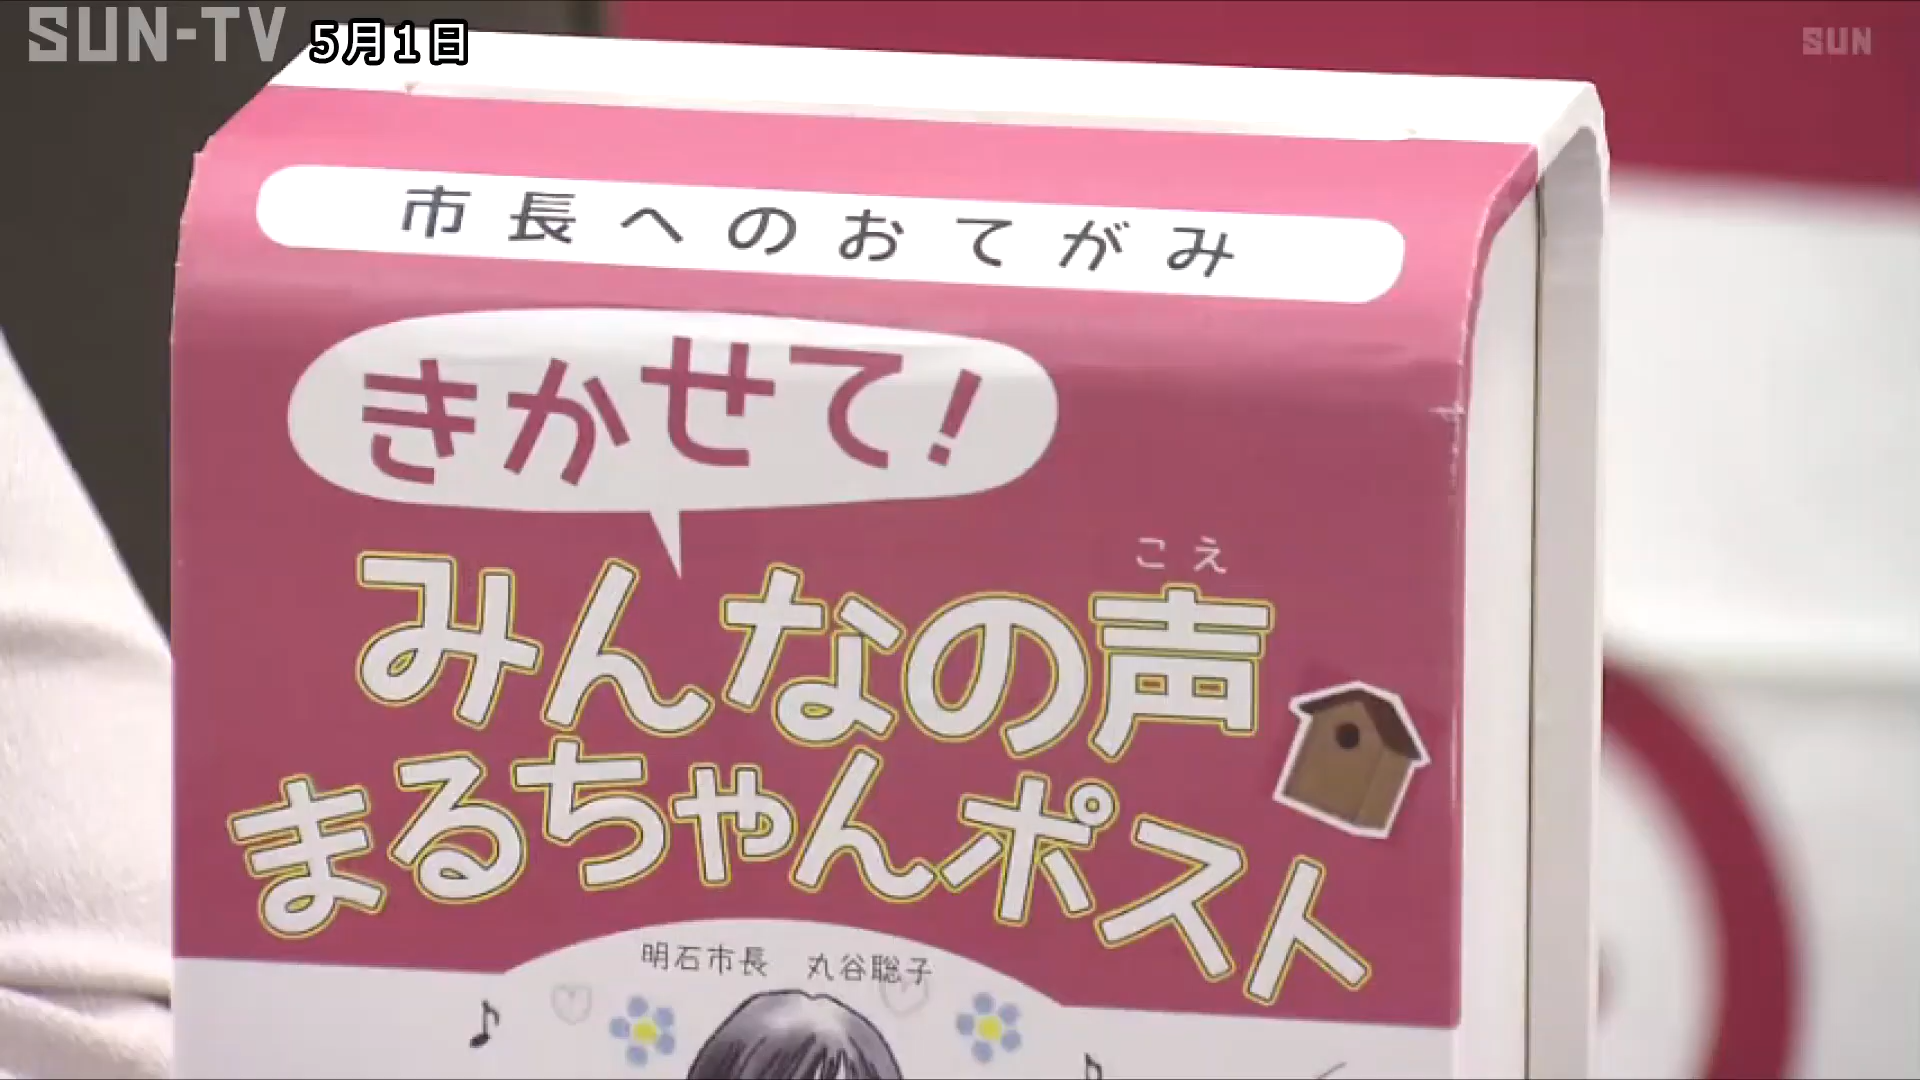 SUN-TV 5月1日
SUN
市長へのおてがみ
きかせて!
こえ
みんなの声
まるちゃんポスト
明石市長 丸谷聡子